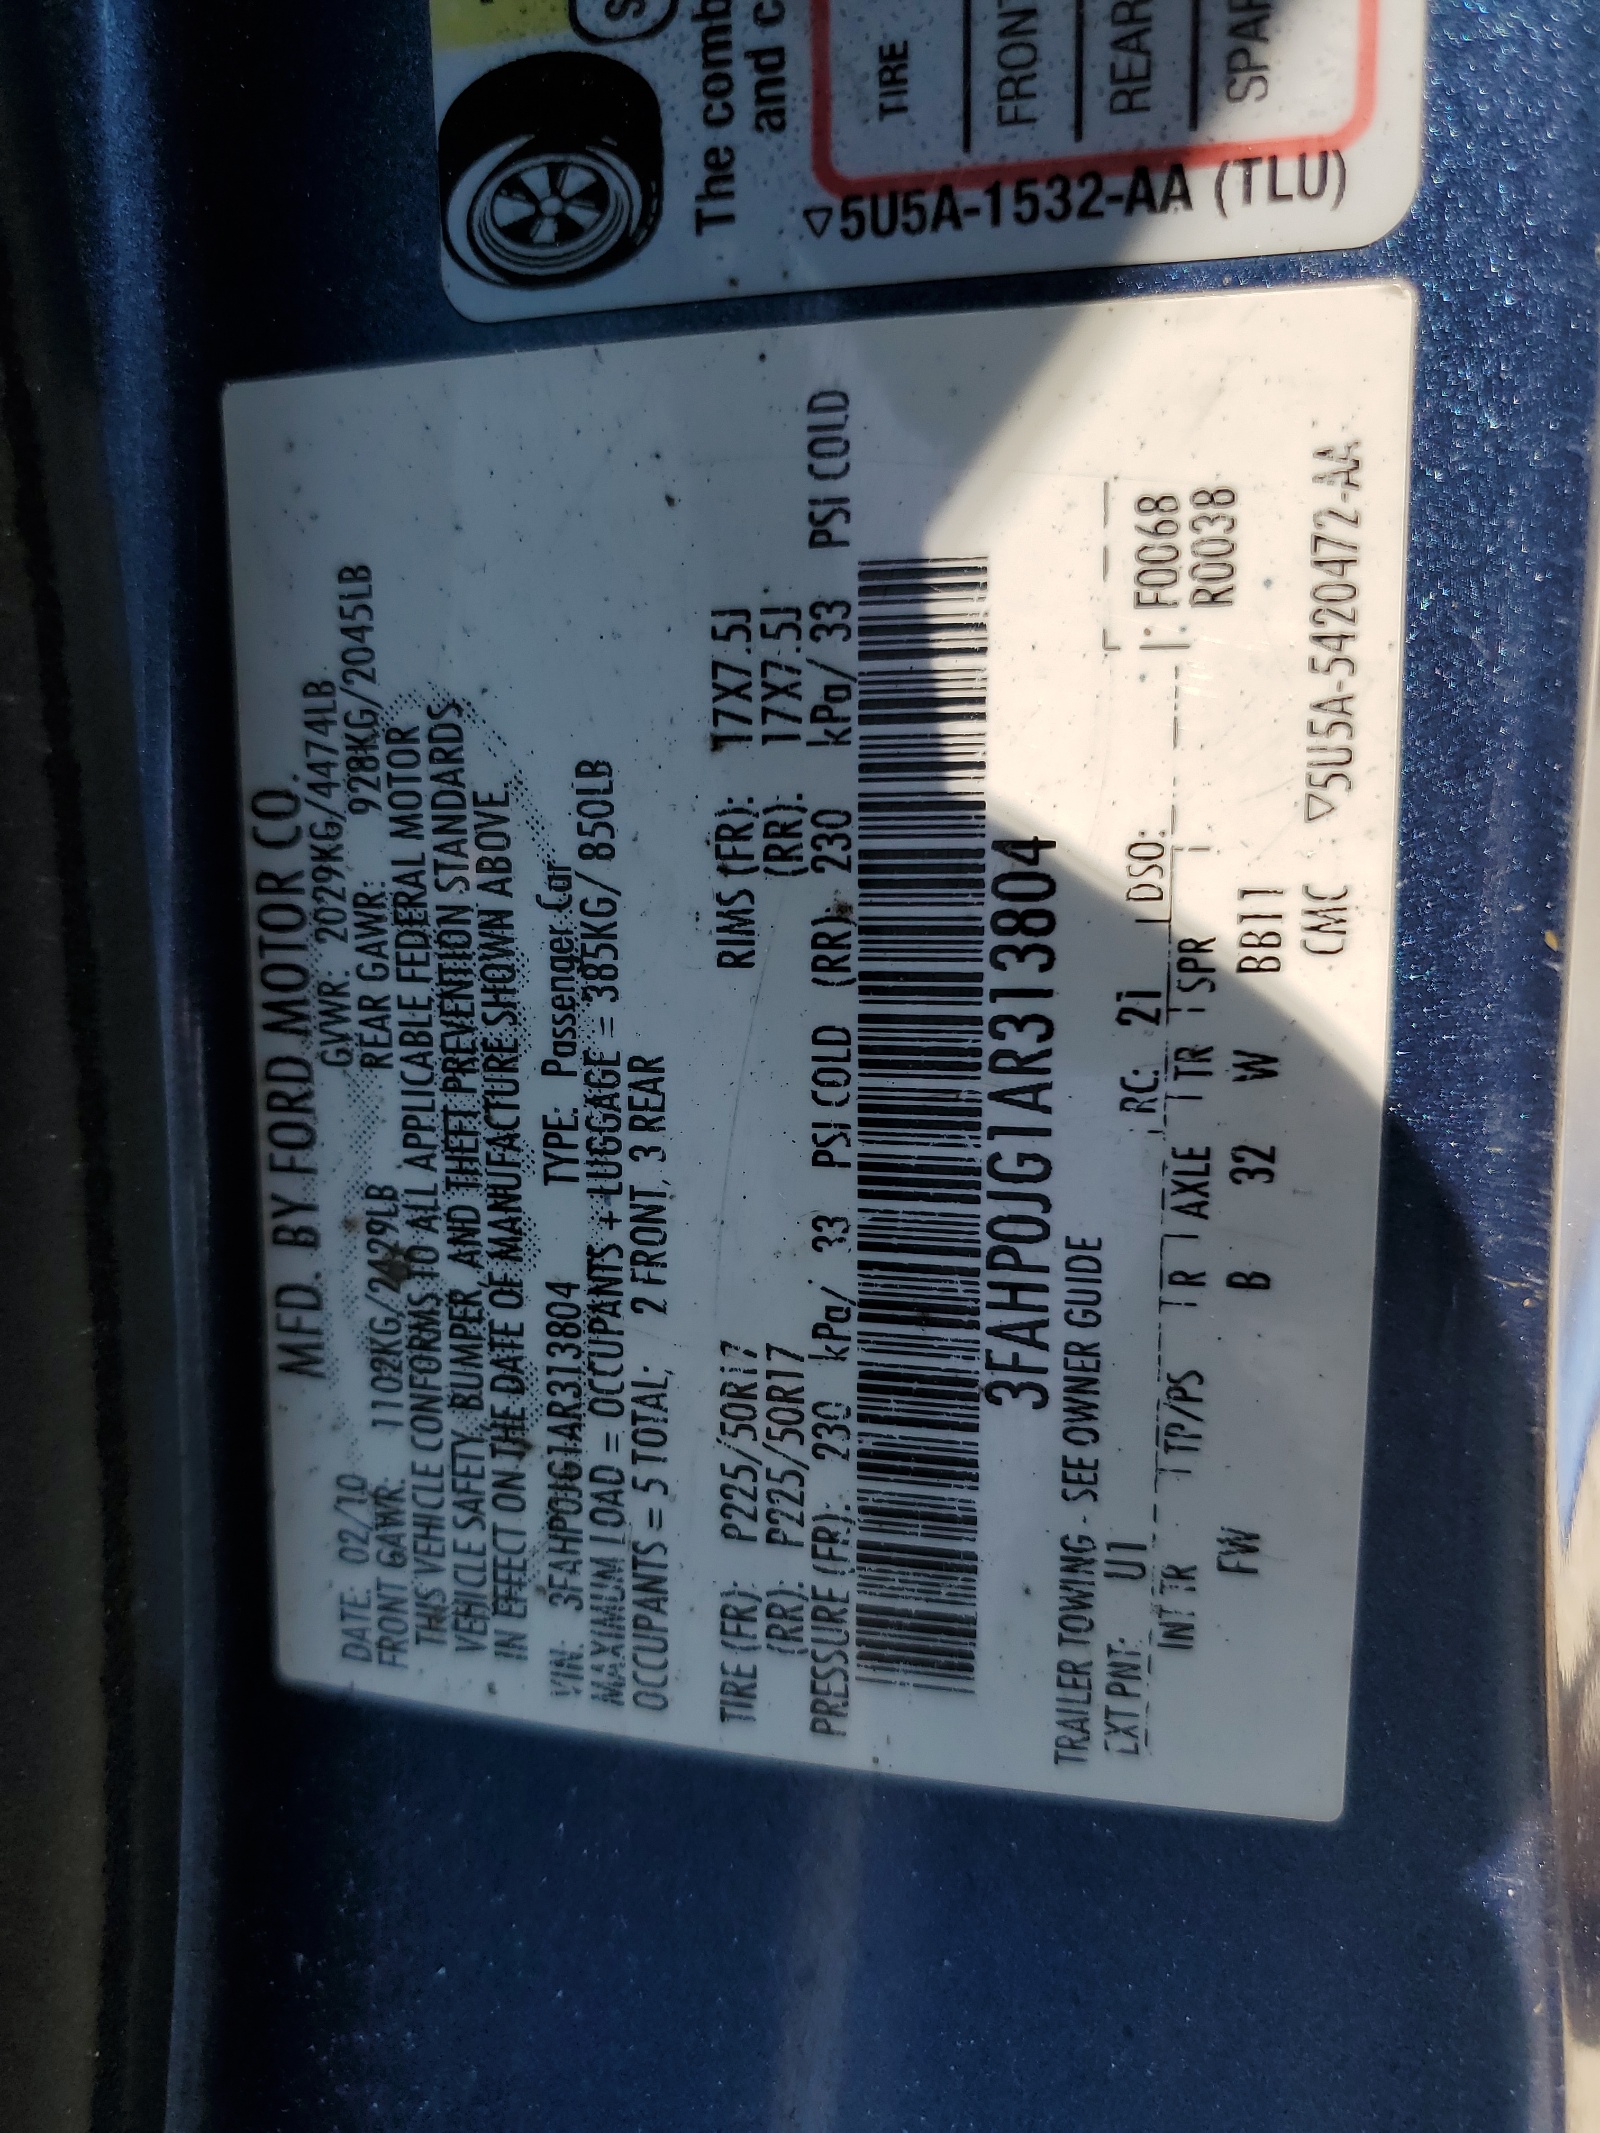 MFD. BY FORD MOTOR CO.
DATE: 02/10 GVWR: 2029KG/4474LB
FRONT GAWR: 1102KG/2429LB REAR GAWR: 928KG/2045LB
THIS VEHICLE CONFORMS TO ALL APPLICABLE FEDERAL MOTOR
VEHICLE SAFETY, BUMPER, AND THEFT PREVENTION STANDARDS
IN EFFECT ON THE DATE OF MANUFACTURE SHOWN ABOVE.
VIN: 3FAHP0JG1AR313804 TYPE: Passenger Car
MAXIMUM LOAD = OCCUPANTS + LUGGAGE = 385KG/ 850LB
OCCUPANTS = 5 TOTAL; 2 FRONT, 3 REAR
TIRE (FR): P225/50R17 RIMS (FR): 17X7.5J
(RR): P225/50R17 (RR): 17X7.5J
PRESSURE (FR): 230 kPa/ 33 PSI COLD (RR): 230 kPa/ 33 PSI COLD
3FAHP0JG1AR313804
TRAILER TOWING - SEE OWNER GUIDE
EXT PNT: U1 RC: 21 DSO:
INT TR TP/PS R AXLE TR SPR F0068
R0038
FW B 32 W BB11
CMC ▽5U5A-5420472-AA
The comb
and c
TIRE
FRONT
REAR
SPAR
▽5U5A-1532-AA (TLU)